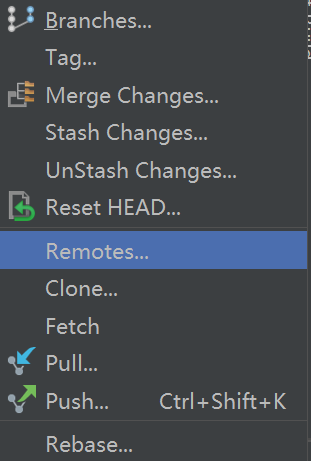 Branches...
Tag...
Merge Changes...
Stash Changes...
UnStash Changes...
Reset HEAD...
Remotes...
Clone...
Fetch
Pull...
Push... Ctrl+Shift+K
Rebase...